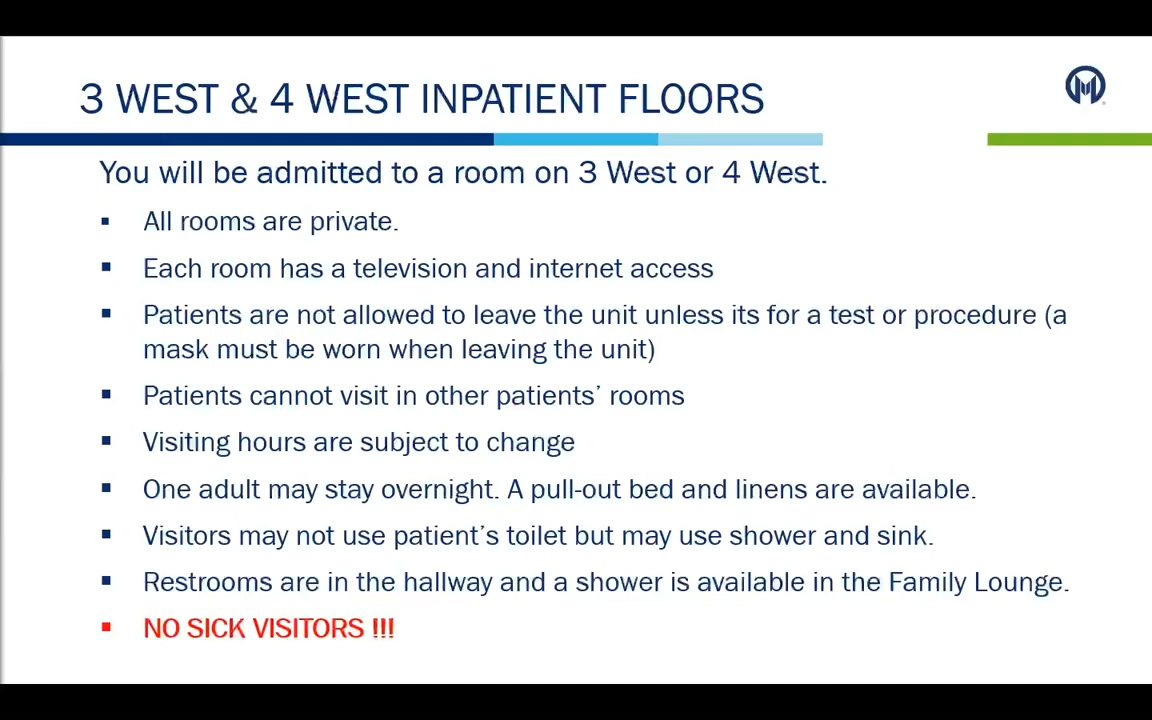 3 WEST & 4 WEST INPATIENT FLOORS
You will be admitted to a room on 3 West or 4 West.
▪ All rooms are private.
▪ Each room has a television and internet access
▪ Patients are not allowed to leave the unit unless its for a test or procedure (a
mask must be worn when leaving the unit)
▪ Patients cannot visit in other patients’ rooms
▪ Visiting hours are subject to change
▪ One adult may stay overnight. A pull-out bed and linens are available.
▪ Visitors may not use patient’s toilet but may use shower and sink.
▪ Restrooms are in the hallway and a shower is available in the Family Lounge.
▪ NO SICK VISITORS !!!